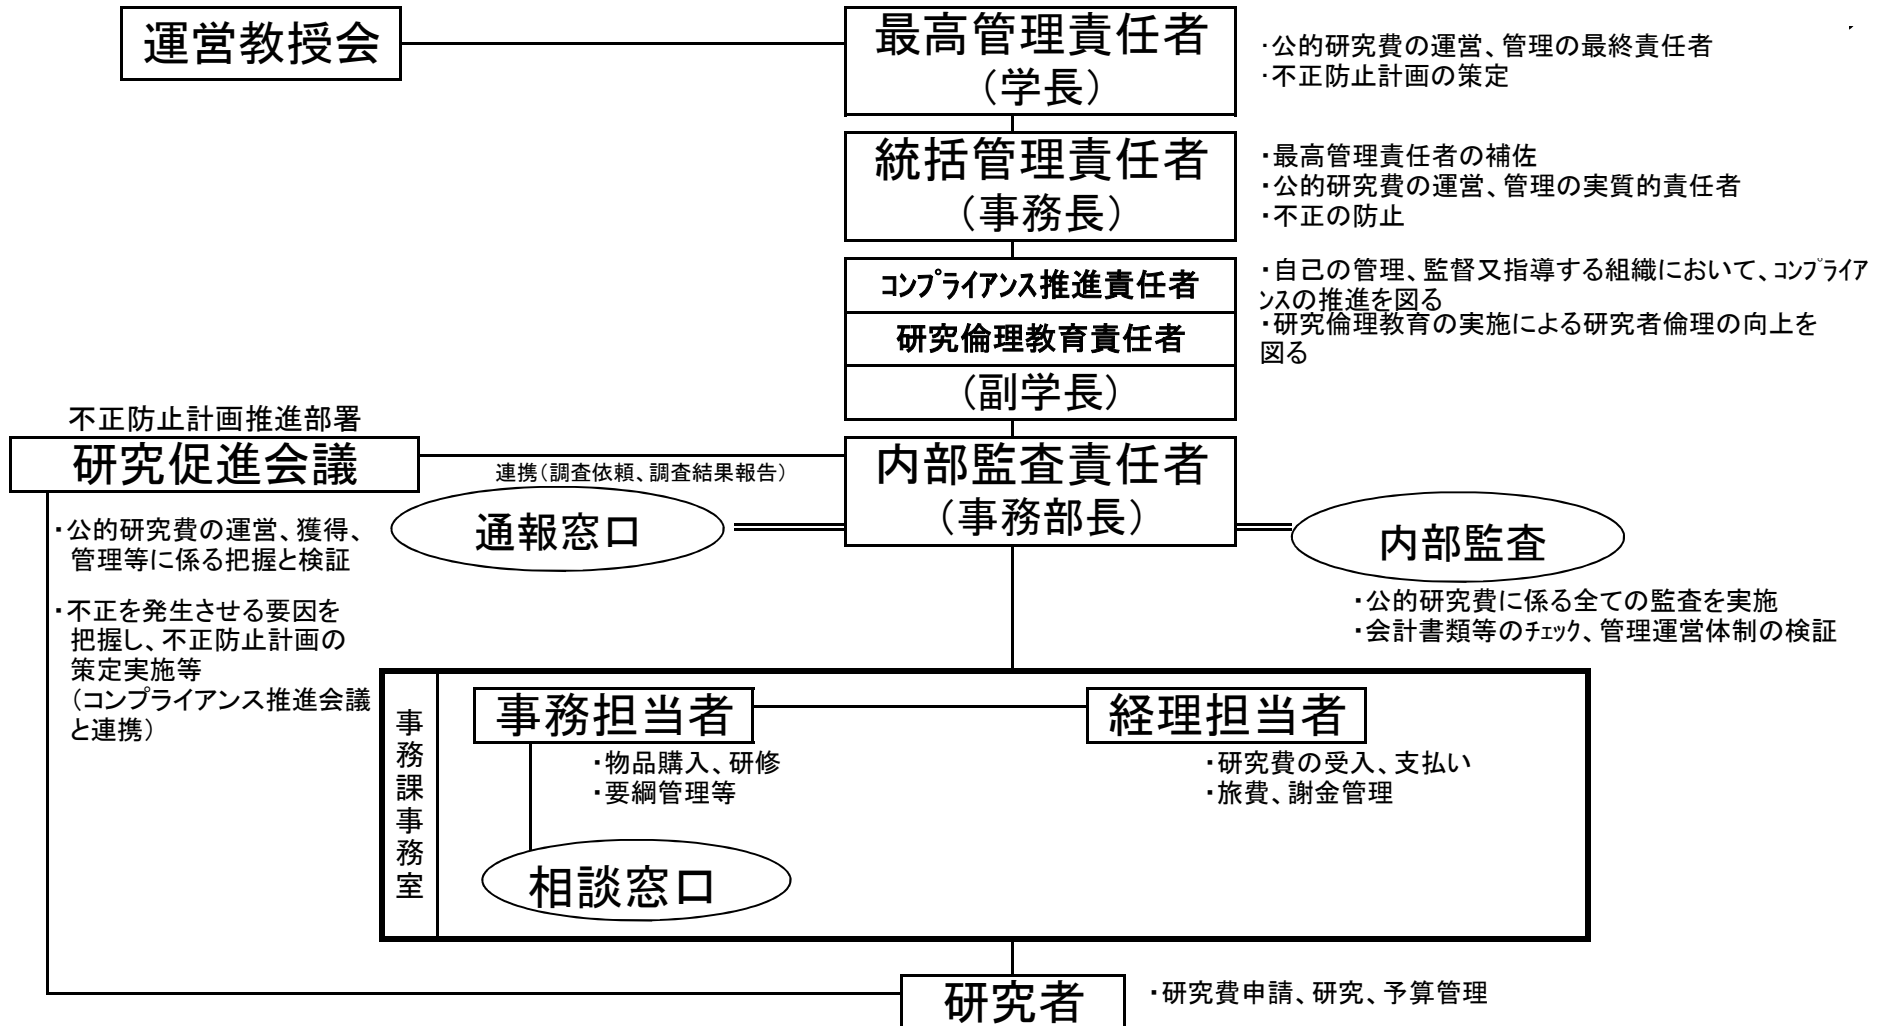 運営教授会
最高管理責任者
（学長）
・公的研究費の運営、管理の最終責任者
・不正防止計画の策定
統括管理責任者
（事務長）
・最高管理責任者の補佐
・公的研究費の運営、管理の実質的責任者
・不正の防止
ｺﾝﾌﾟﾗｲｱﾝｽ推進責任者
研究倫理教育責任者
（副学長）
・自己の管理、監督又指導する組織において、ｺﾝﾌﾟﾗｲｱ
ﾝｽの推進を図る
・研究倫理教育の実施による研究者倫理の向上を
図る
不正防止計画推進部署
研究促進会議
連携（調査依頼、調査結果報告）
内部監査責任者
（事務部長）
通報窓口
内部監査
・公的研究費の運営、獲得、
管理等に係る把握と検証
・不正を発生させる要因を
把握し、不正防止計画の
策定実施等
（コンプライアンス推進会議
と連携）
・公的研究費に係る全ての監査を実施
・会計書類等のﾁｪｯｸ、管理運営体制の検証
事務課事務室
事務担当者
・物品購入、研修
・要綱管理等
経理担当者
・研究費の受入、支払い
・旅費、謝金管理
相談窓口
研究者
・研究費申請、研究、予算管理